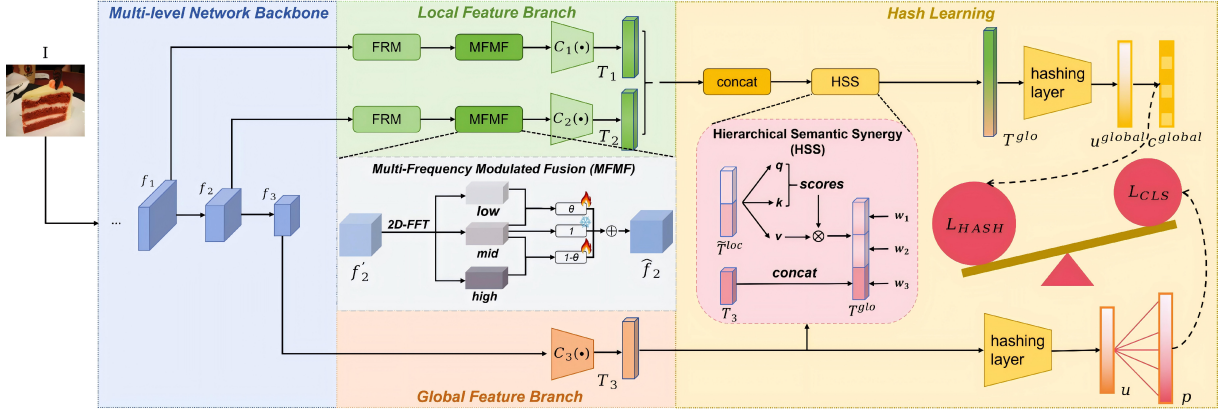 Multi-level Network Backbone
Local Feature Branch
Hash Learning
I
FRM
MFMF
C₁(•)
T₁
concat
HSS
T^glo
hashing layer
u^global
c^global
FRM
MFMF
C₂(•)
T₂
f₁
f₂
f₃
...
Multi-Frequency Modulated Fusion (MFMF)
f₂′
2D-FFT
low
mid
high
θ
1
1-θ
⊕
f̂₂
Hierarchical Semantic Synergy
(HSS)
q
k
v
scores
⊗
T̃^loc
w₁
w₂
w₃
concat
T₃
T^glo
L_HASH
L_CLS
C₃(•)
T₃
hashing
layer
u
p
Global Feature Branch